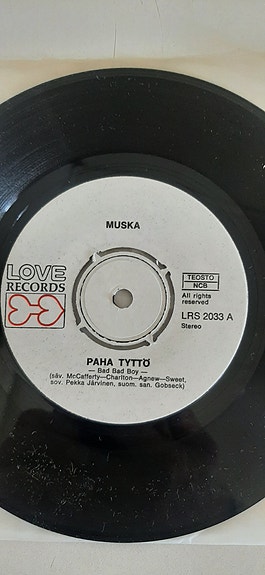 MUSKA
LOVE
RECORDS
TEOSTO
NCB
All rights
reserved
LRS 2033 A
Stereo
PAHA TYTTÖ
— Bad Bad Boy —
(säv. McCafferty—Charlton—Agnew—Sweet,
sov. Pekka Järvinen, suom. san. Gobseck)